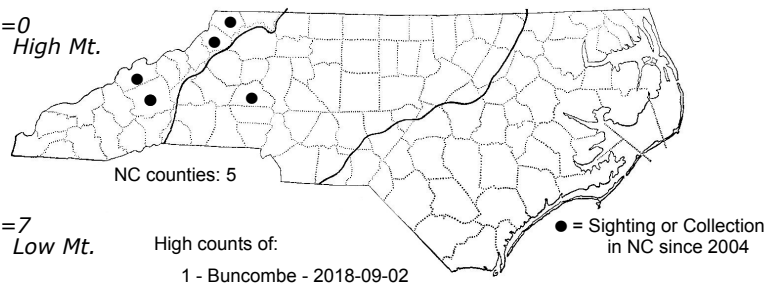 =0
High Mt.
NC counties: 5
=7
Low Mt.
High counts of:
1 - Buncombe - 2018-09-02
● = Sighting or Collection
in NC since 2004